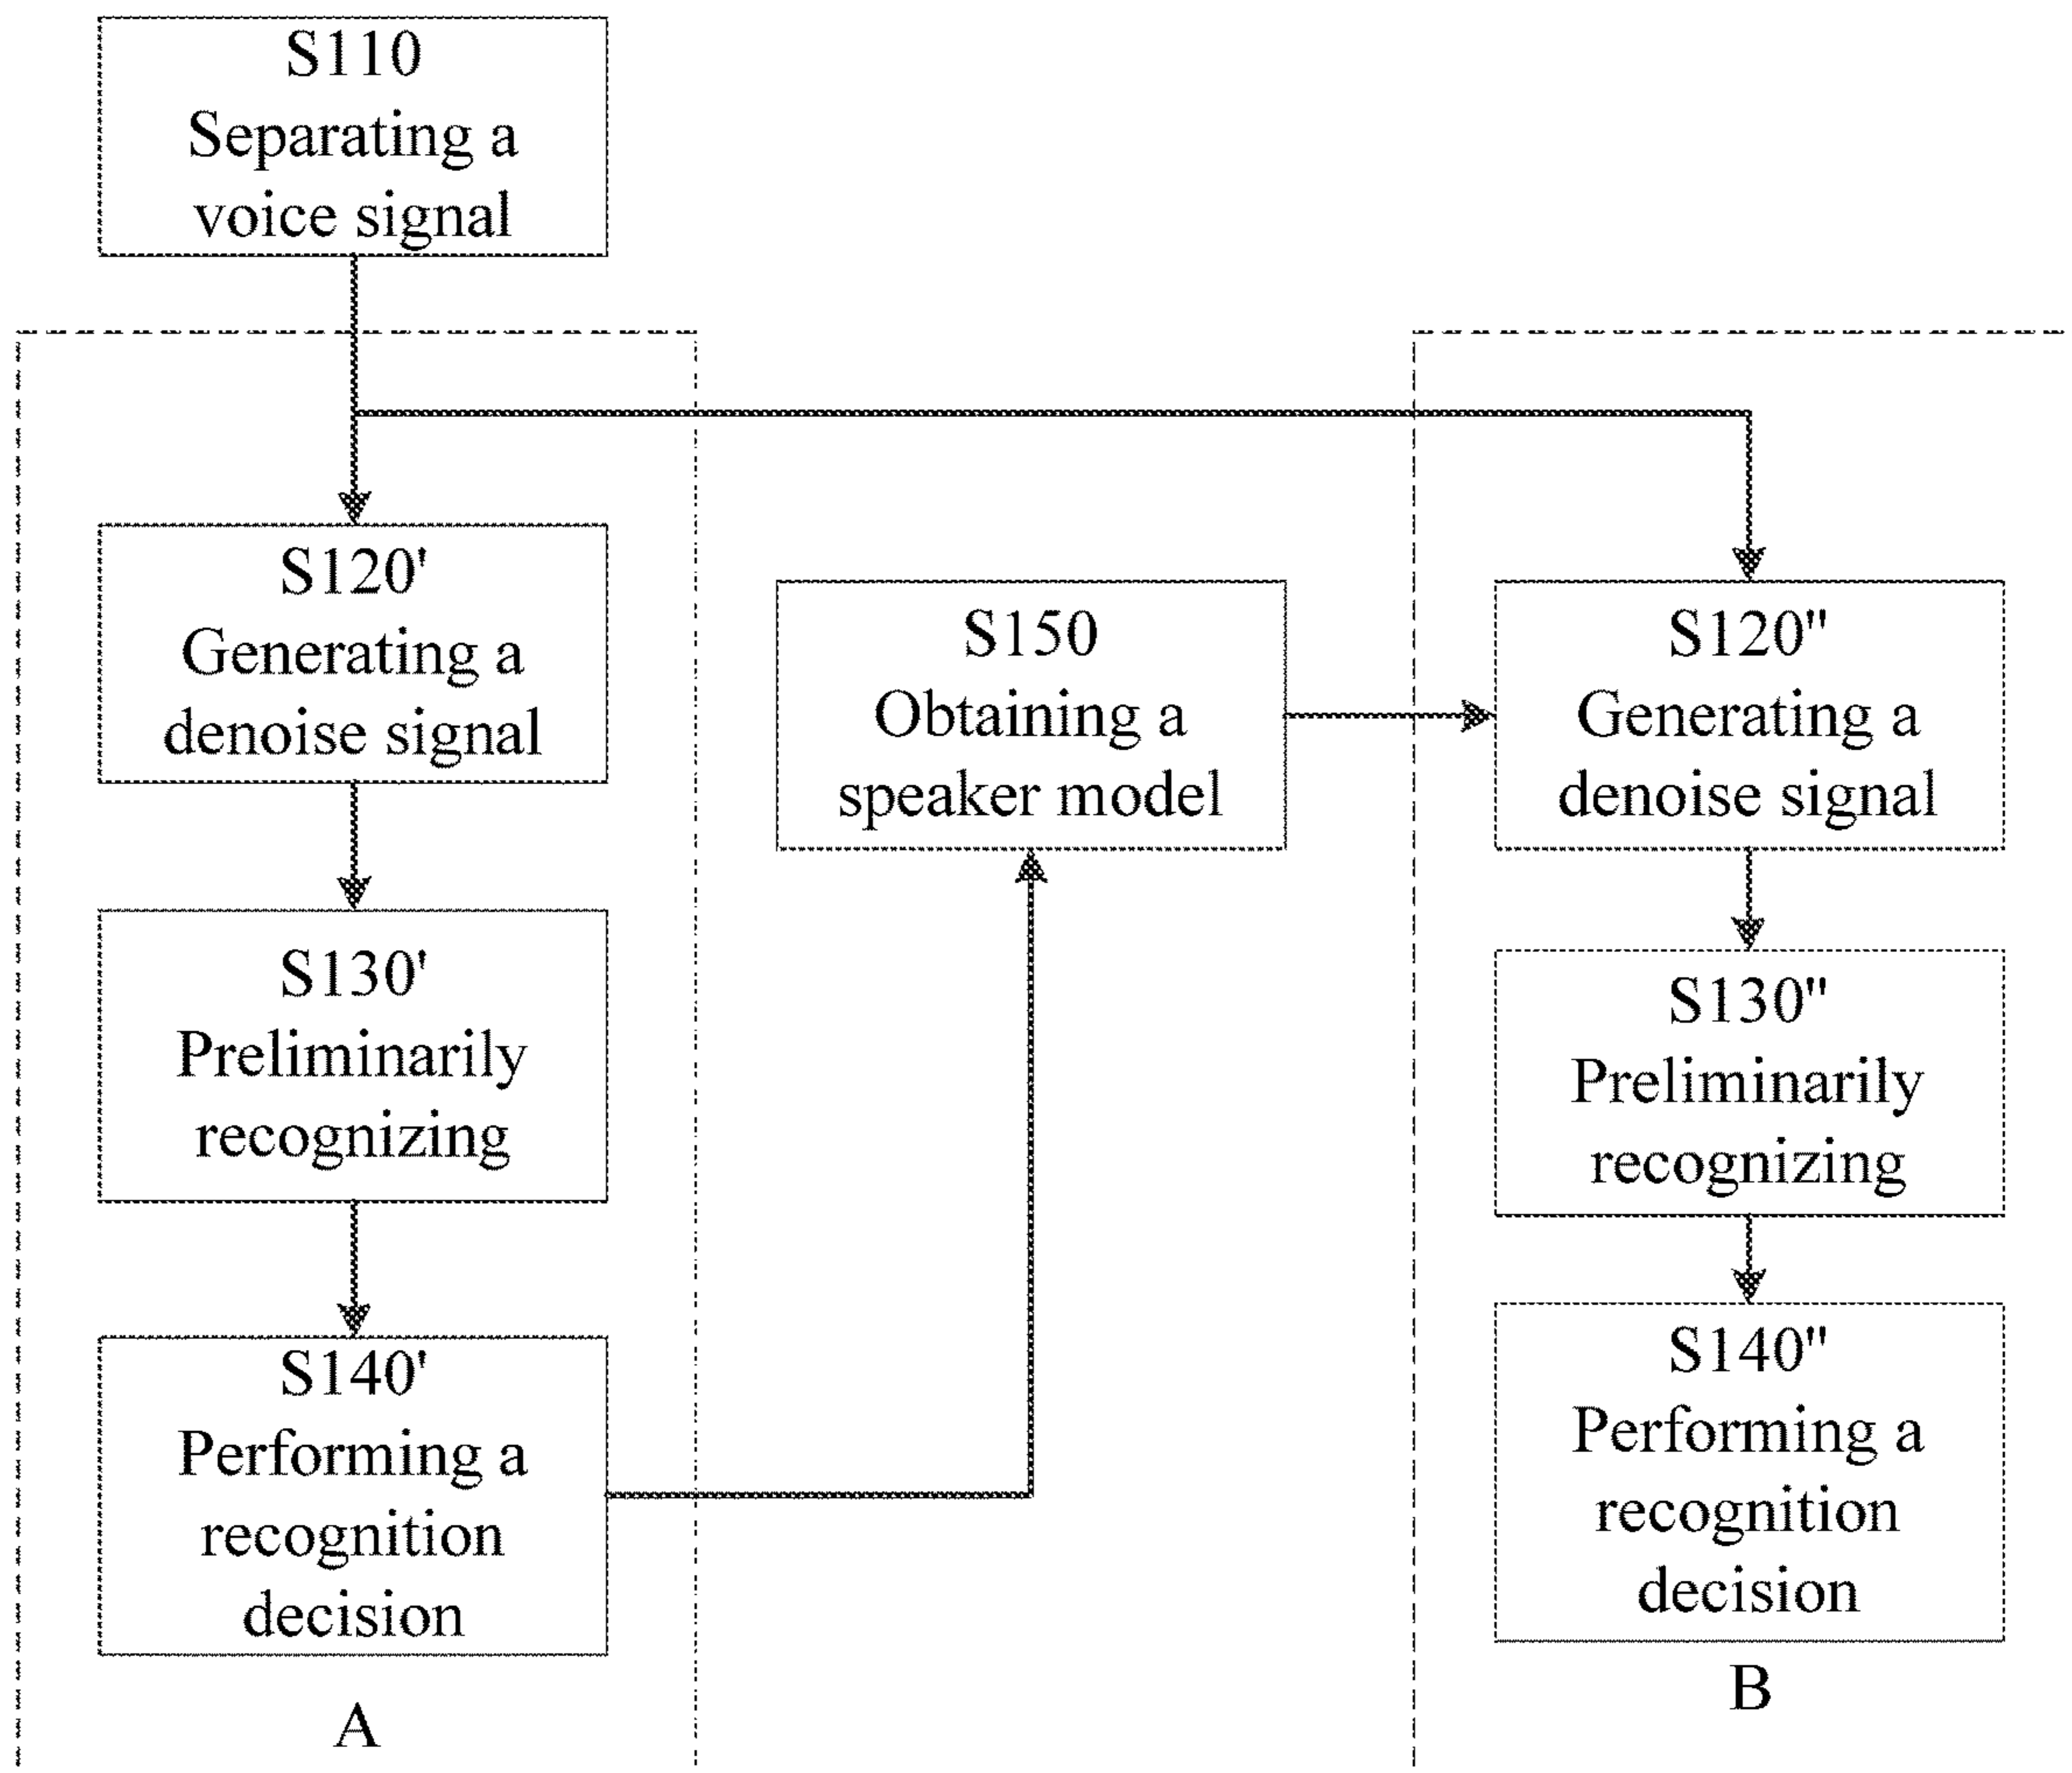 S110
Separating a
voice signal
S120'
Generating a
denoise signal
S130'
Preliminarily
recognizing
S140'
Performing a
recognition
decision
A
S150
Obtaining a
speaker model
S120"
Generating a
denoise signal
S130"
Preliminarily
recognizing
S140"
Performing a
recognition
decision
B